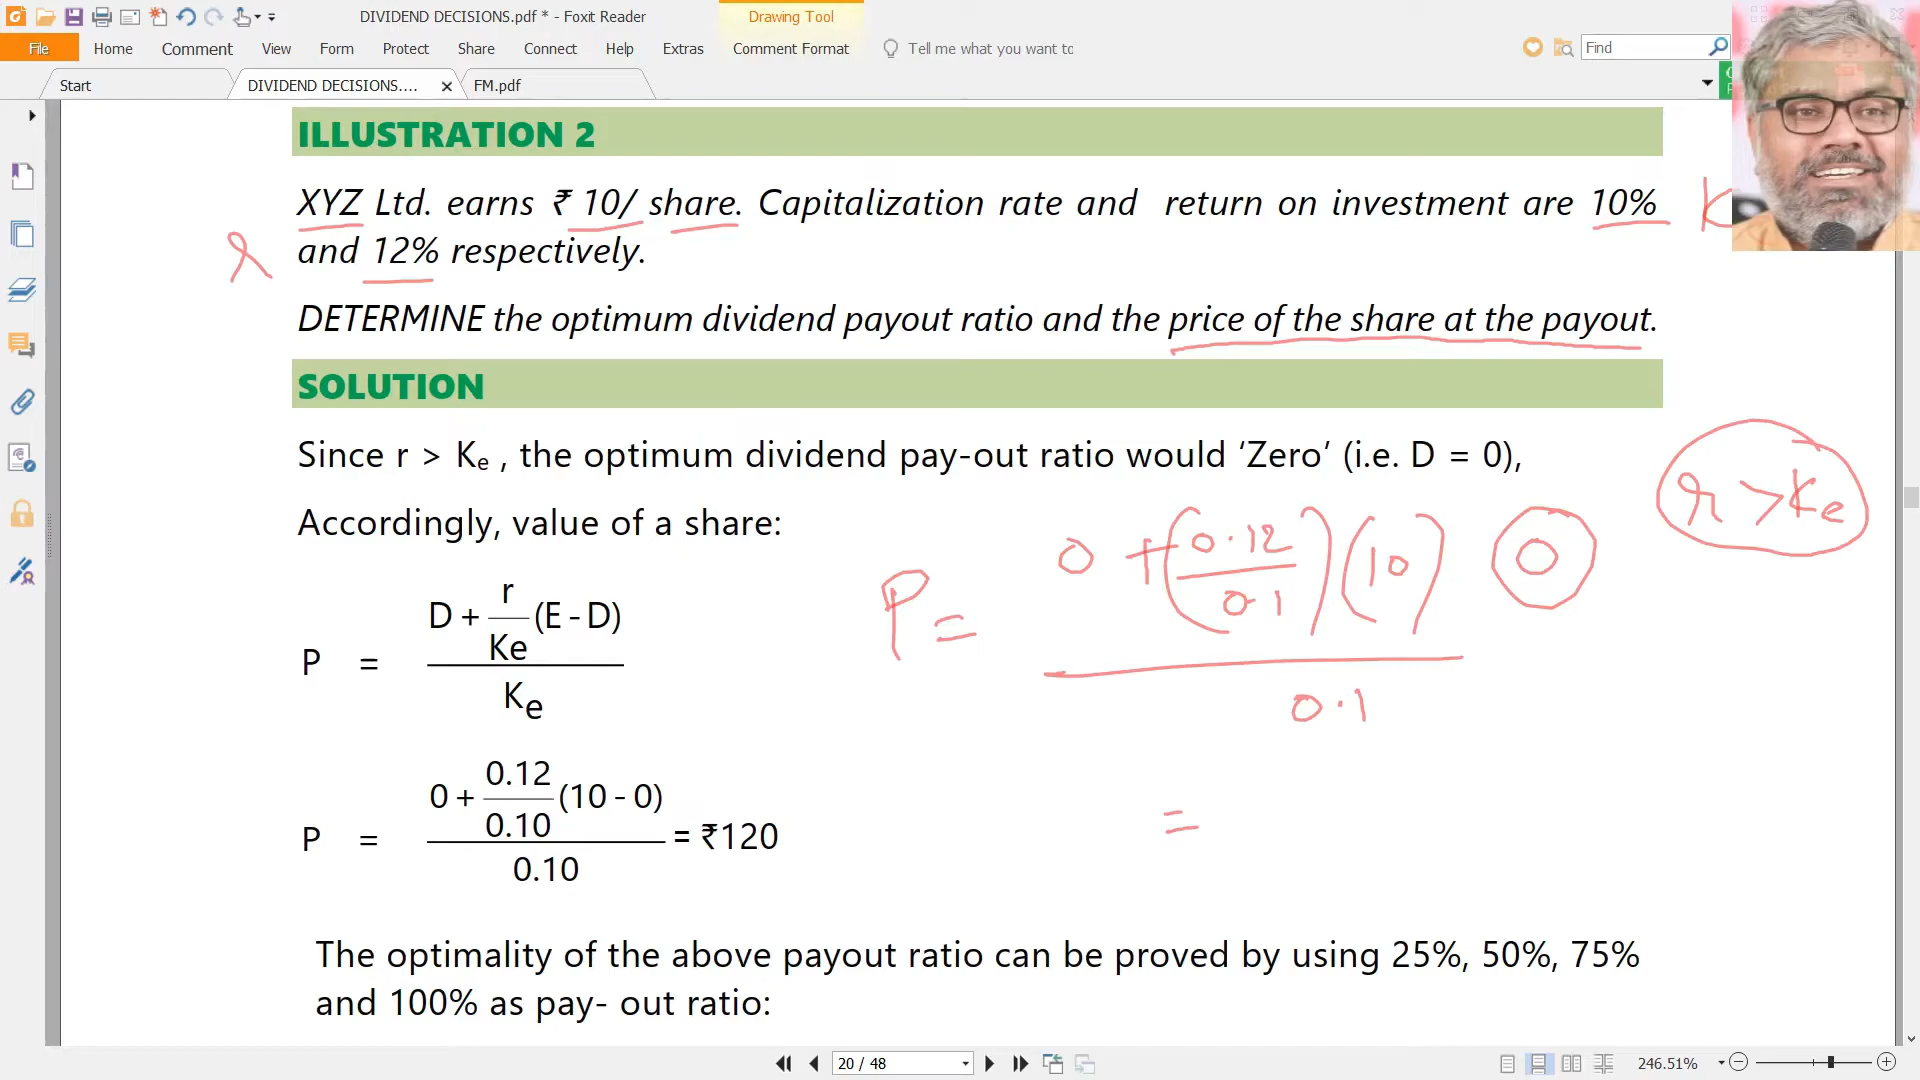 DIVIDEND DECISIONS.pdf * - Foxit Reader
Drawing Tool
File Home Comment View Form Protect Share Connect Help Extras Comment Format Tell me what you want to
Find
Start DIVIDEND DECISIONS.... FM.pdf
ILLUSTRATION 2
XYZ Ltd. earns ₹ 10/ share. Capitalization rate and return on investment are 10% K
r and 12% respectively.
DETERMINE the optimum dividend payout ratio and the price of the share at the payout.
SOLUTION
Since r > Ke , the optimum dividend pay-out ratio would ‘Zero’ (i.e. D = 0),
r > Ke
Accordingly, value of a share:
P = (0 + (0.12 / 0.1) (10)) / 0.1 0
P = (D + r/Ke (E - D)) / Ke
=
P = (0 + 0.12/0.10 (10 - 0)) / 0.10 = ₹120
The optimality of the above payout ratio can be proved by using 25%, 50%, 75%
and 100% as pay- out ratio:
20 / 48
246.51%